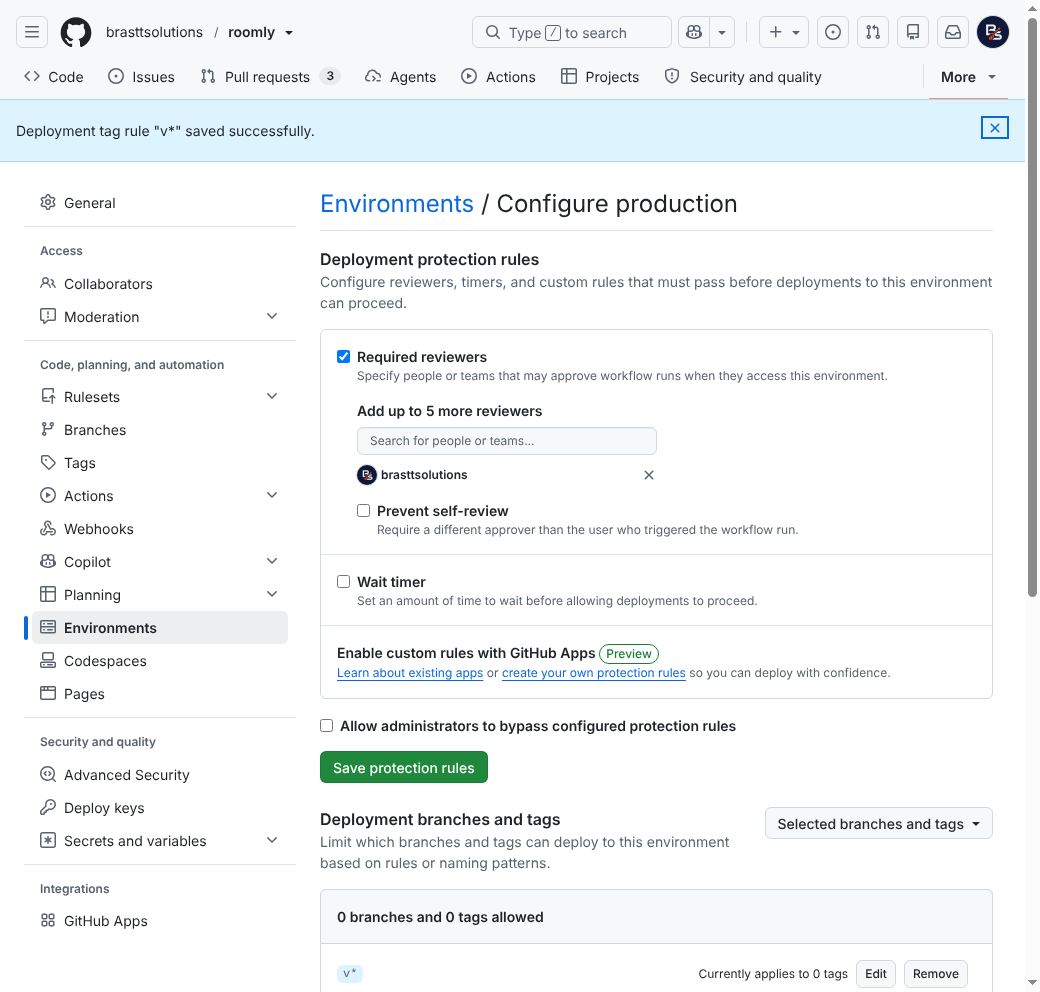 brasttsolutions / roomly
Type / to search
Code
Issues
Pull requests 3
Agents
Actions
Projects
Security and quality
More
Deployment tag rule "v*" saved successfully.
General
Access
Collaborators
Moderation
Code, planning, and automation
Rulesets
Branches
Tags
Actions
Webhooks
Copilot
Planning
Environments
Codespaces
Pages
Security and quality
Advanced Security
Deploy keys
Secrets and variables
Integrations
GitHub Apps
Environments / Configure production
Deployment protection rules
Configure reviewers, timers, and custom rules that must pass before deployments to this environment
can proceed.
Required reviewers
Specify people or teams that may approve workflow runs when they access this environment.
Add up to 5 more reviewers
Search for people or teams...
brasttsolutions
Prevent self-review
Require a different approver than the user who triggered the workflow run.
Wait timer
Set an amount of time to wait before allowing deployments to proceed.
Enable custom rules with GitHub Apps Preview
Learn about existing apps or create your own protection rules so you can deploy with confidence.
Allow administrators to bypass configured protection rules
Save protection rules
Deployment branches and tags
Selected branches and tags
Limit which branches and tags can deploy to this environment
based on rules or naming patterns.
0 branches and 0 tags allowed
v*
Currently applies to 0 tags
Edit
Remove